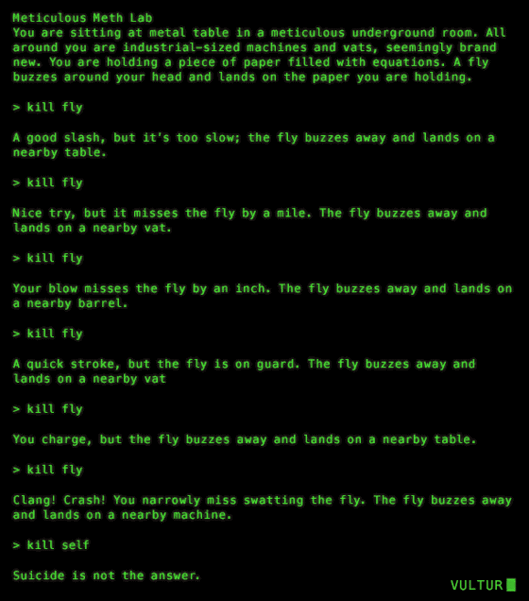 Meticulous Meth Lab
You are sitting at metal table in a meticulous underground room. All
around you are industrial-sized machines and vats, seemingly brand
new. You are holding a piece of paper filled with equations. A fly
buzzes around your head and lands on the paper you are holding.
> kill fly
A good slash, but it's too slow; the fly buzzes away and lands on a
nearby table.
> kill fly
Nice try, but it misses the fly by a mile. The fly buzzes away and
lands on a nearby vat.
> kill fly
Your blow misses the fly by an inch. The fly buzzes away and lands on
a nearby barrel.
> kill fly
A quick stroke, but the fly is on guard. The fly buzzes away and
lands on a nearby vat
> kill fly
You charge, but the fly buzzes away and lands on a nearby table.
> kill fly
Clang! Crash! You narrowly miss swatting the fly. The fly buzzes away
and lands on a nearby machine.
> kill self
Suicide is not the answer.
VULTUR